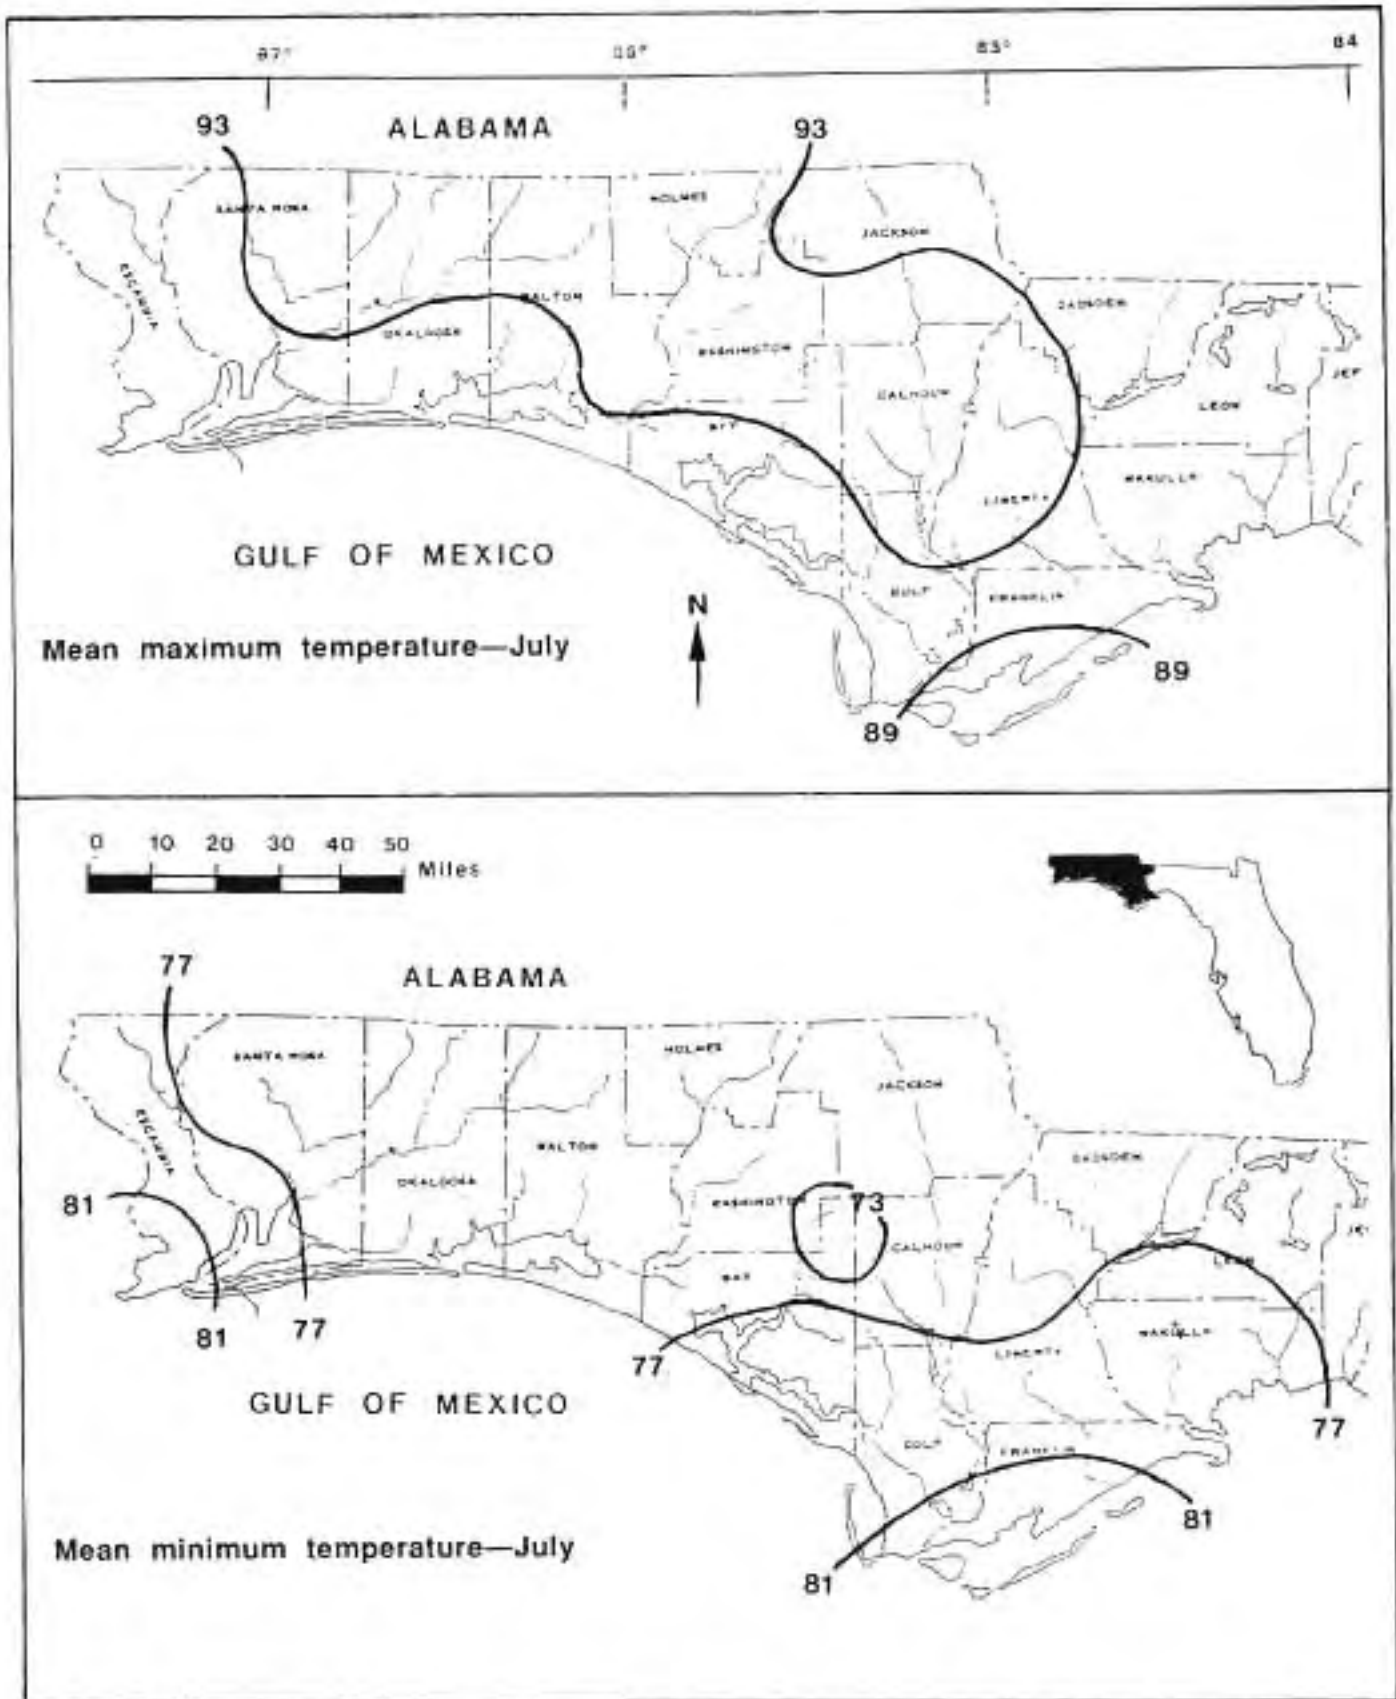 87°
84
93
ALABAMA
93
HOLMES
SANTA ROSA
JACKSON
ESCAMBIA
WALTON
GADSDEN
OKALOOSA
WASHINGTON
JEF
CALHOUN
LEON
BAY
WAKULLA
LIBERTY
GULF OF MEXICO
GULF
FRANKLIN
N
Mean maximum temperature—July
89
89
0 10 20 30 40 50
Miles
77
ALABAMA
HOLMES
SANTA ROSA
JACKSON
ESCAMBIA
WALTON
GADSDEN
OKALOOSA
81
WASHINGTON
73
CALHOUN
LEON
BAY
81
77
WAKULLA
77
LIBERTY
GULF OF MEXICO
77
GULF
FRANKLIN
81
Mean minimum temperature—July
81